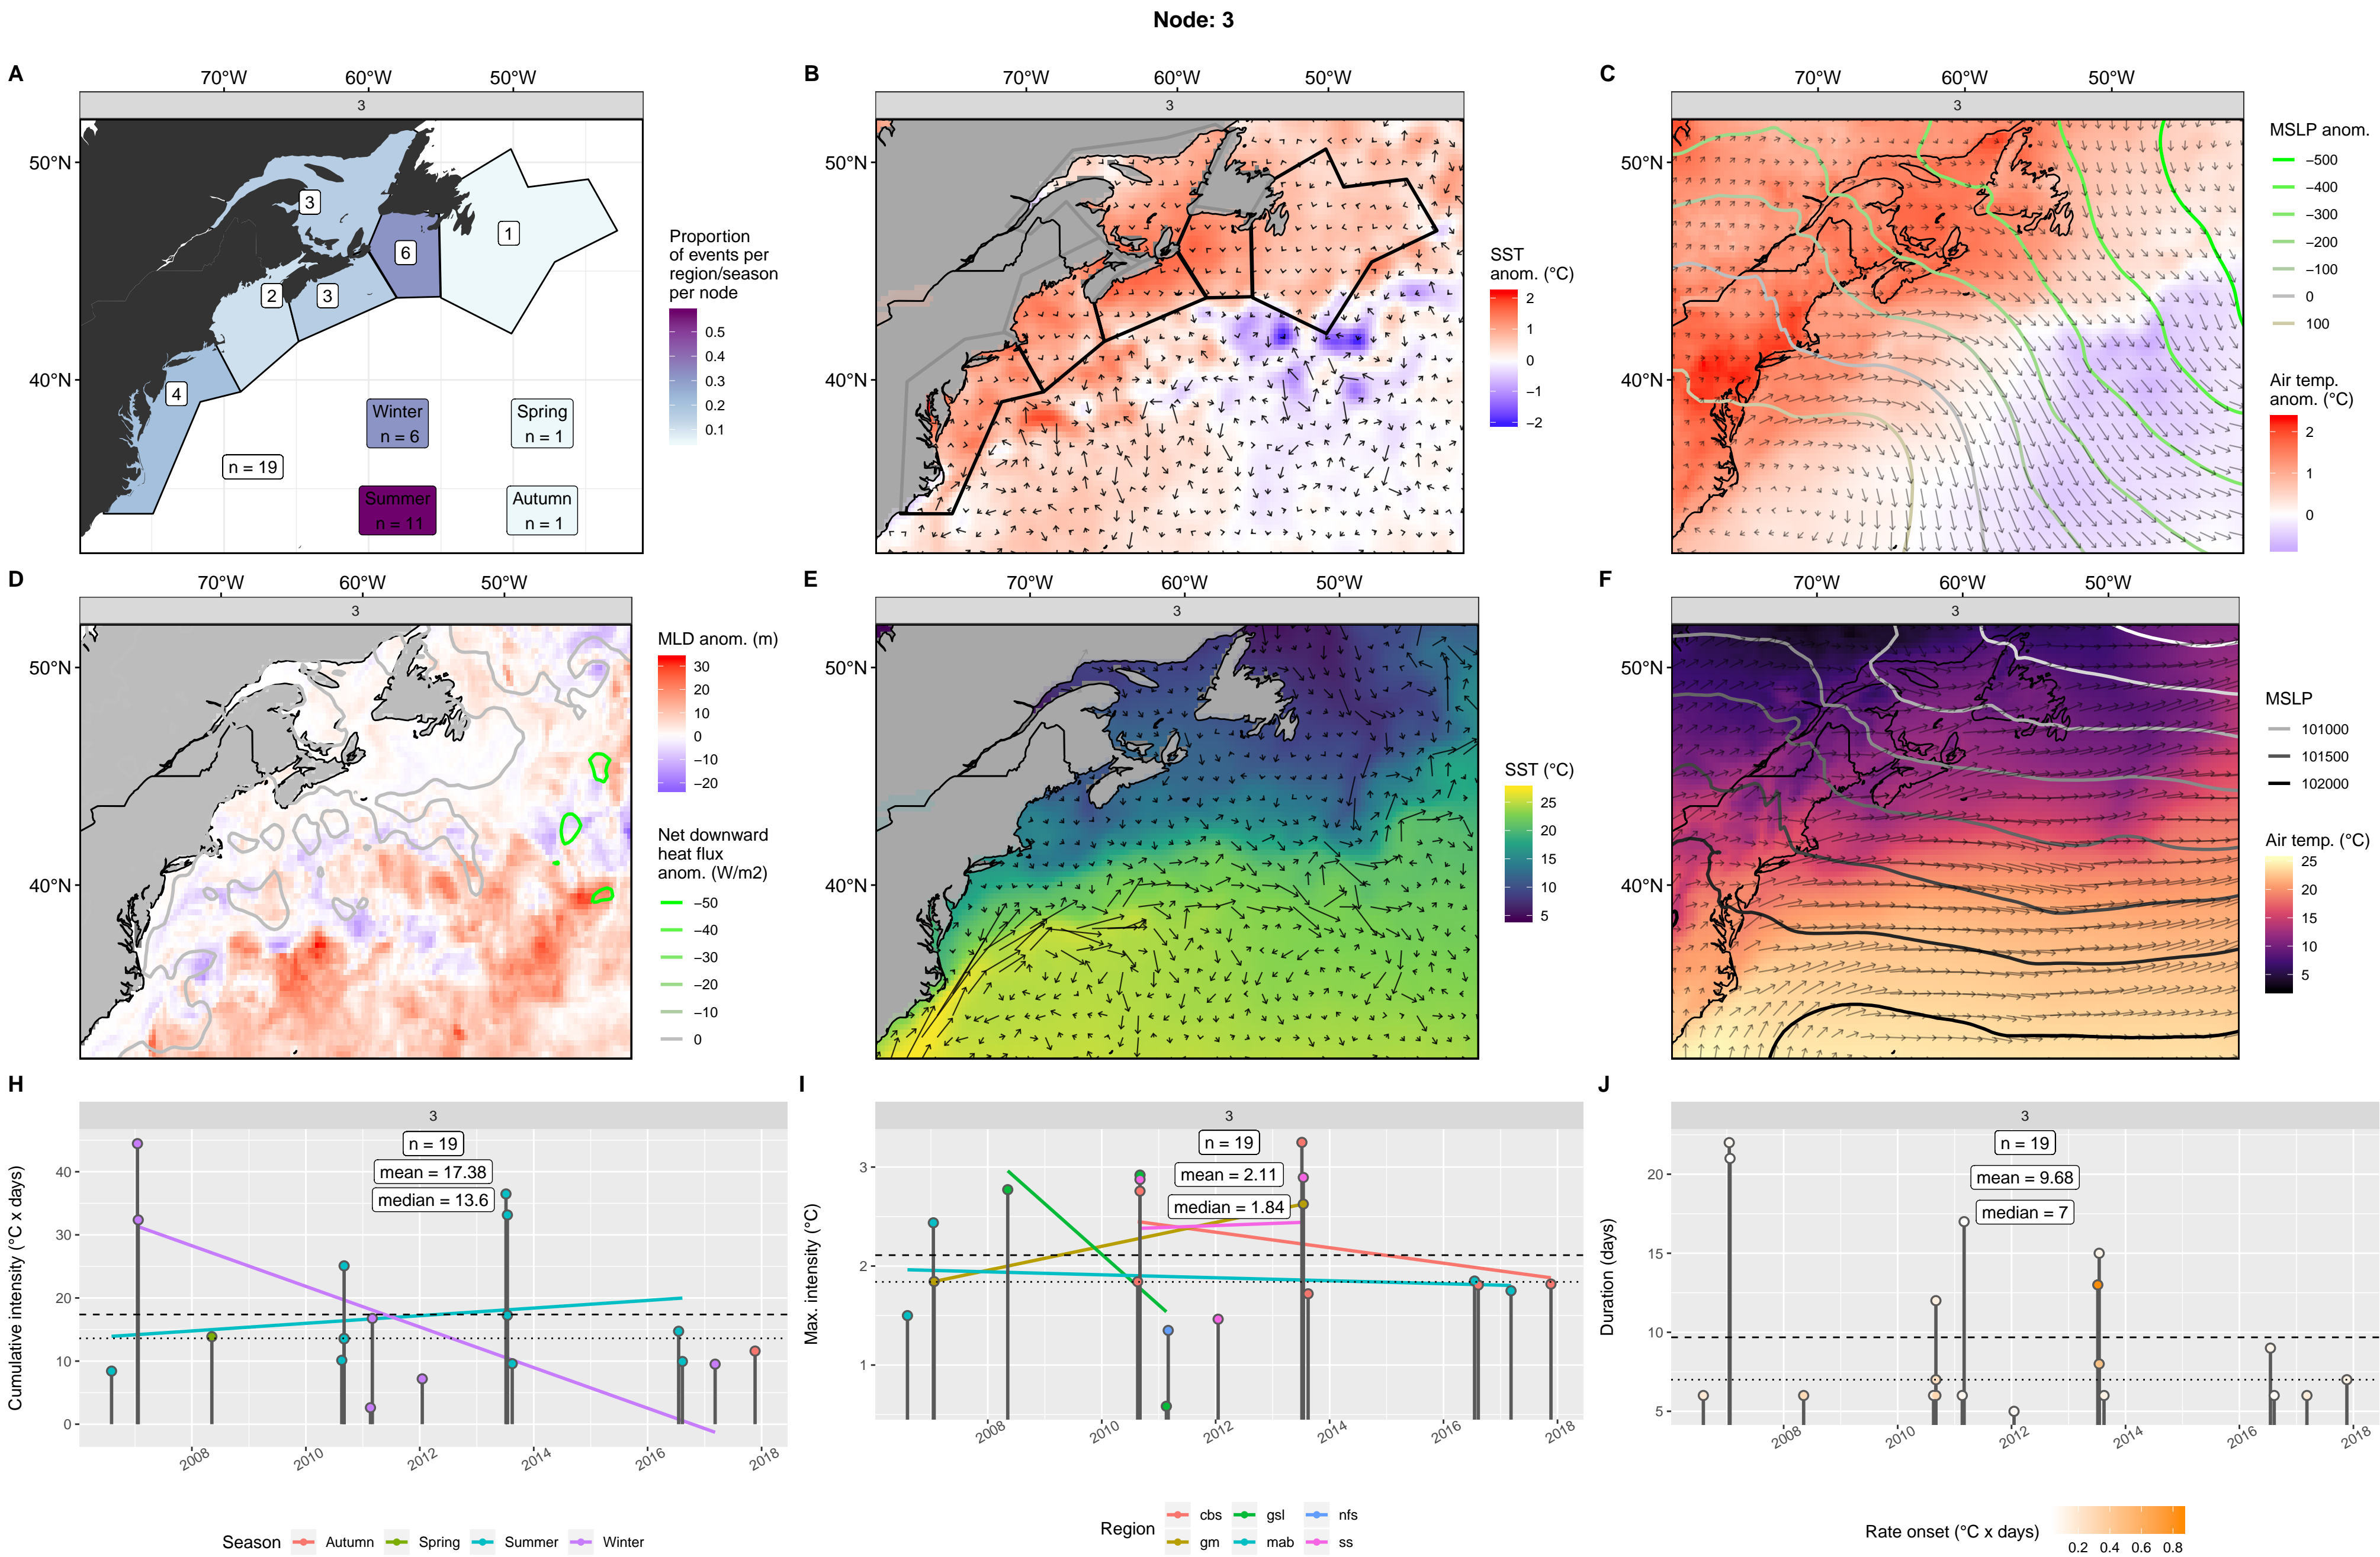 Node: 3
A
70°W 60°W 50°W
3
50°N
40°N
3
6
1
2
3
4
n = 19
Winter
n = 6
Spring
n = 1
Summer
n = 11
Autumn
n = 1
Proportion
of events per
region/season
per node
0.5
0.4
0.3
0.2
0.1
B
70°W 60°W 50°W
3
50°N
40°N
SST
anom. (°C)
2
1
0
−1
−2
C
70°W 60°W 50°W
3
50°N
40°N
MSLP anom.
−500
−400
−300
−200
−100
0
100
Air temp.
anom. (°C)
2
1
0
D
70°W 60°W 50°W
3
50°N
40°N
MLD anom. (m)
30
20
10
0
−10
−20
Net downward
heat flux
anom. (W/m2)
−50
−40
−30
−20
−10
0
E
70°W 60°W 50°W
3
50°N
40°N
SST (°C)
25
20
15
10
5
F
70°W 60°W 50°W
3
50°N
40°N
MSLP
101000
101500
102000
Air temp. (°C)
25
20
15
10
5
H
3
n = 19
mean = 17.38
median = 13.6
Cumulative intensity (°C x days)
40
30
20
10
0
2008 2010 2012 2014 2016 2018
Season Autumn Spring Summer Winter
I
3
n = 19
mean = 2.11
median = 1.84
Max. intensity (°C)
3
2
1
2008 2010 2012 2014 2016 2018
Region
cbs gsl nfs
gm mab ss
J
3
n = 19
mean = 9.68
median = 7
Duration (days)
20
15
10
5
2008 2010 2012 2014 2016 2018
Rate onset (°C x days)
0.2 0.4 0.6 0.8